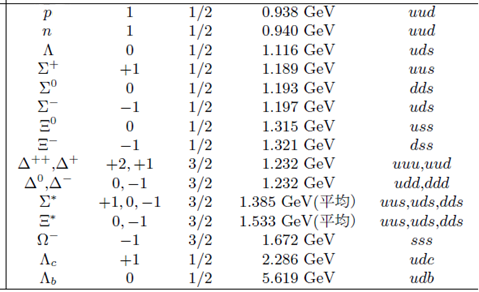 p 1 1/2 0.938 GeV uud
n 1 1/2 0.940 GeV uud
Λ 0 1/2 1.116 GeV uds
Σ⁺ +1 1/2 1.189 GeV uus
Σ⁰ 0 1/2 1.193 GeV dds
Σ⁻ −1 1/2 1.197 GeV uds
Ξ⁰ 0 1/2 1.315 GeV uss
Ξ⁻ −1 1/2 1.321 GeV dss
Δ⁺⁺,Δ⁺ +2,+1 3/2 1.232 GeV uuu,uud
Δ⁰,Δ⁻ 0,−1 3/2 1.232 GeV udd,ddd
Σ* +1,0,−1 3/2 1.385 GeV(平均) uus,uds,dds
Ξ* 0,−1 3/2 1.533 GeV(平均) uus,uds,dds
Ω⁻ −1 3/2 1.672 GeV sss
Λc +1 1/2 2.286 GeV udc
Λb 0 1/2 5.619 GeV udb